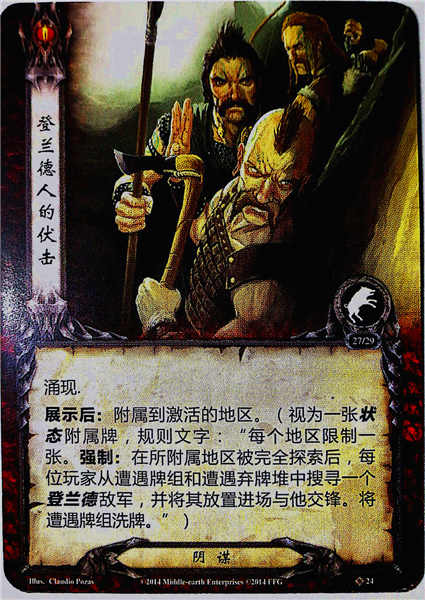 登兰德人的伏击
27/29
涌现.
展示后：附属到激活的地区。（视为一张状
态附属牌，规则文字：“每个地区限制一
张。强制：在所附属地区被完全探索后，每
位玩家从遭遇牌组和遭遇弃牌堆中搜寻一个
登兰德敌军，并将其放置进场与他交锋。将
遭遇牌组洗牌。”）
阴谋
Illus. Claudio Pozas
©2014 Middle-earth Enterprises ©2014 FFG
24